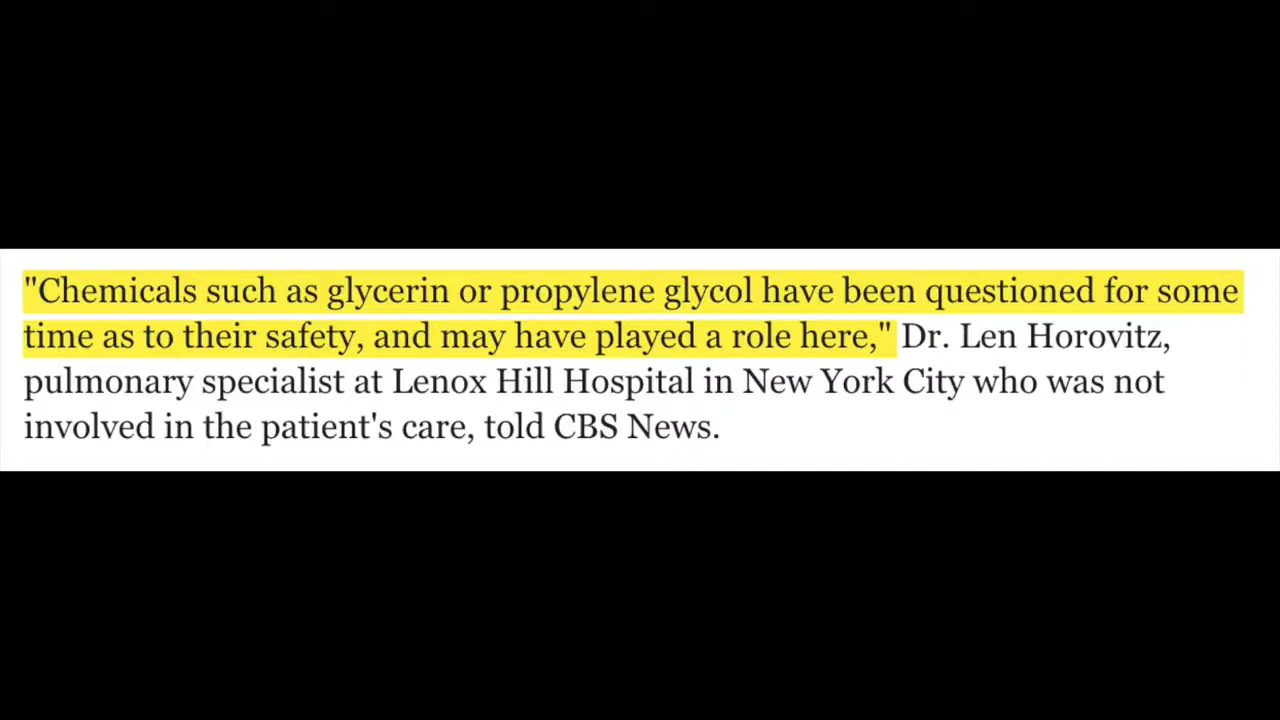 "Chemicals such as glycerin or propylene glycol have been questioned for some
time as to their safety, and may have played a role here," Dr. Len Horovitz,
pulmonary specialist at Lenox Hill Hospital in New York City who was not
involved in the patient's care, told CBS News.